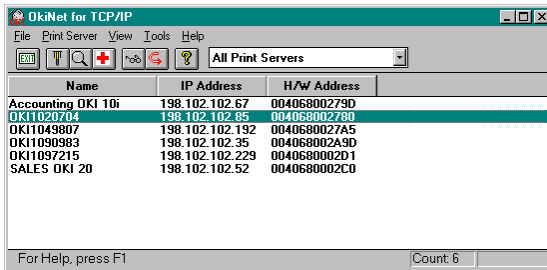 OkiNet for TCP/IP
File Print Server View Tools Help
EXIT All Print Servers
Name IP Address H/W Address
Accounting OKI 10i 198.102.102.67 00406800279D
OKI1020704 198.102.102.85 004068002780
OKI1049807 198.102.102.192 0040680027A5
OKI1090983 198.102.102.35 004068002A9D
OKI1097215 198.102.102.229 0040680002D1
SALES OKI 20 198.102.102.52 0040680002C0
For Help, press F1 Count: 6